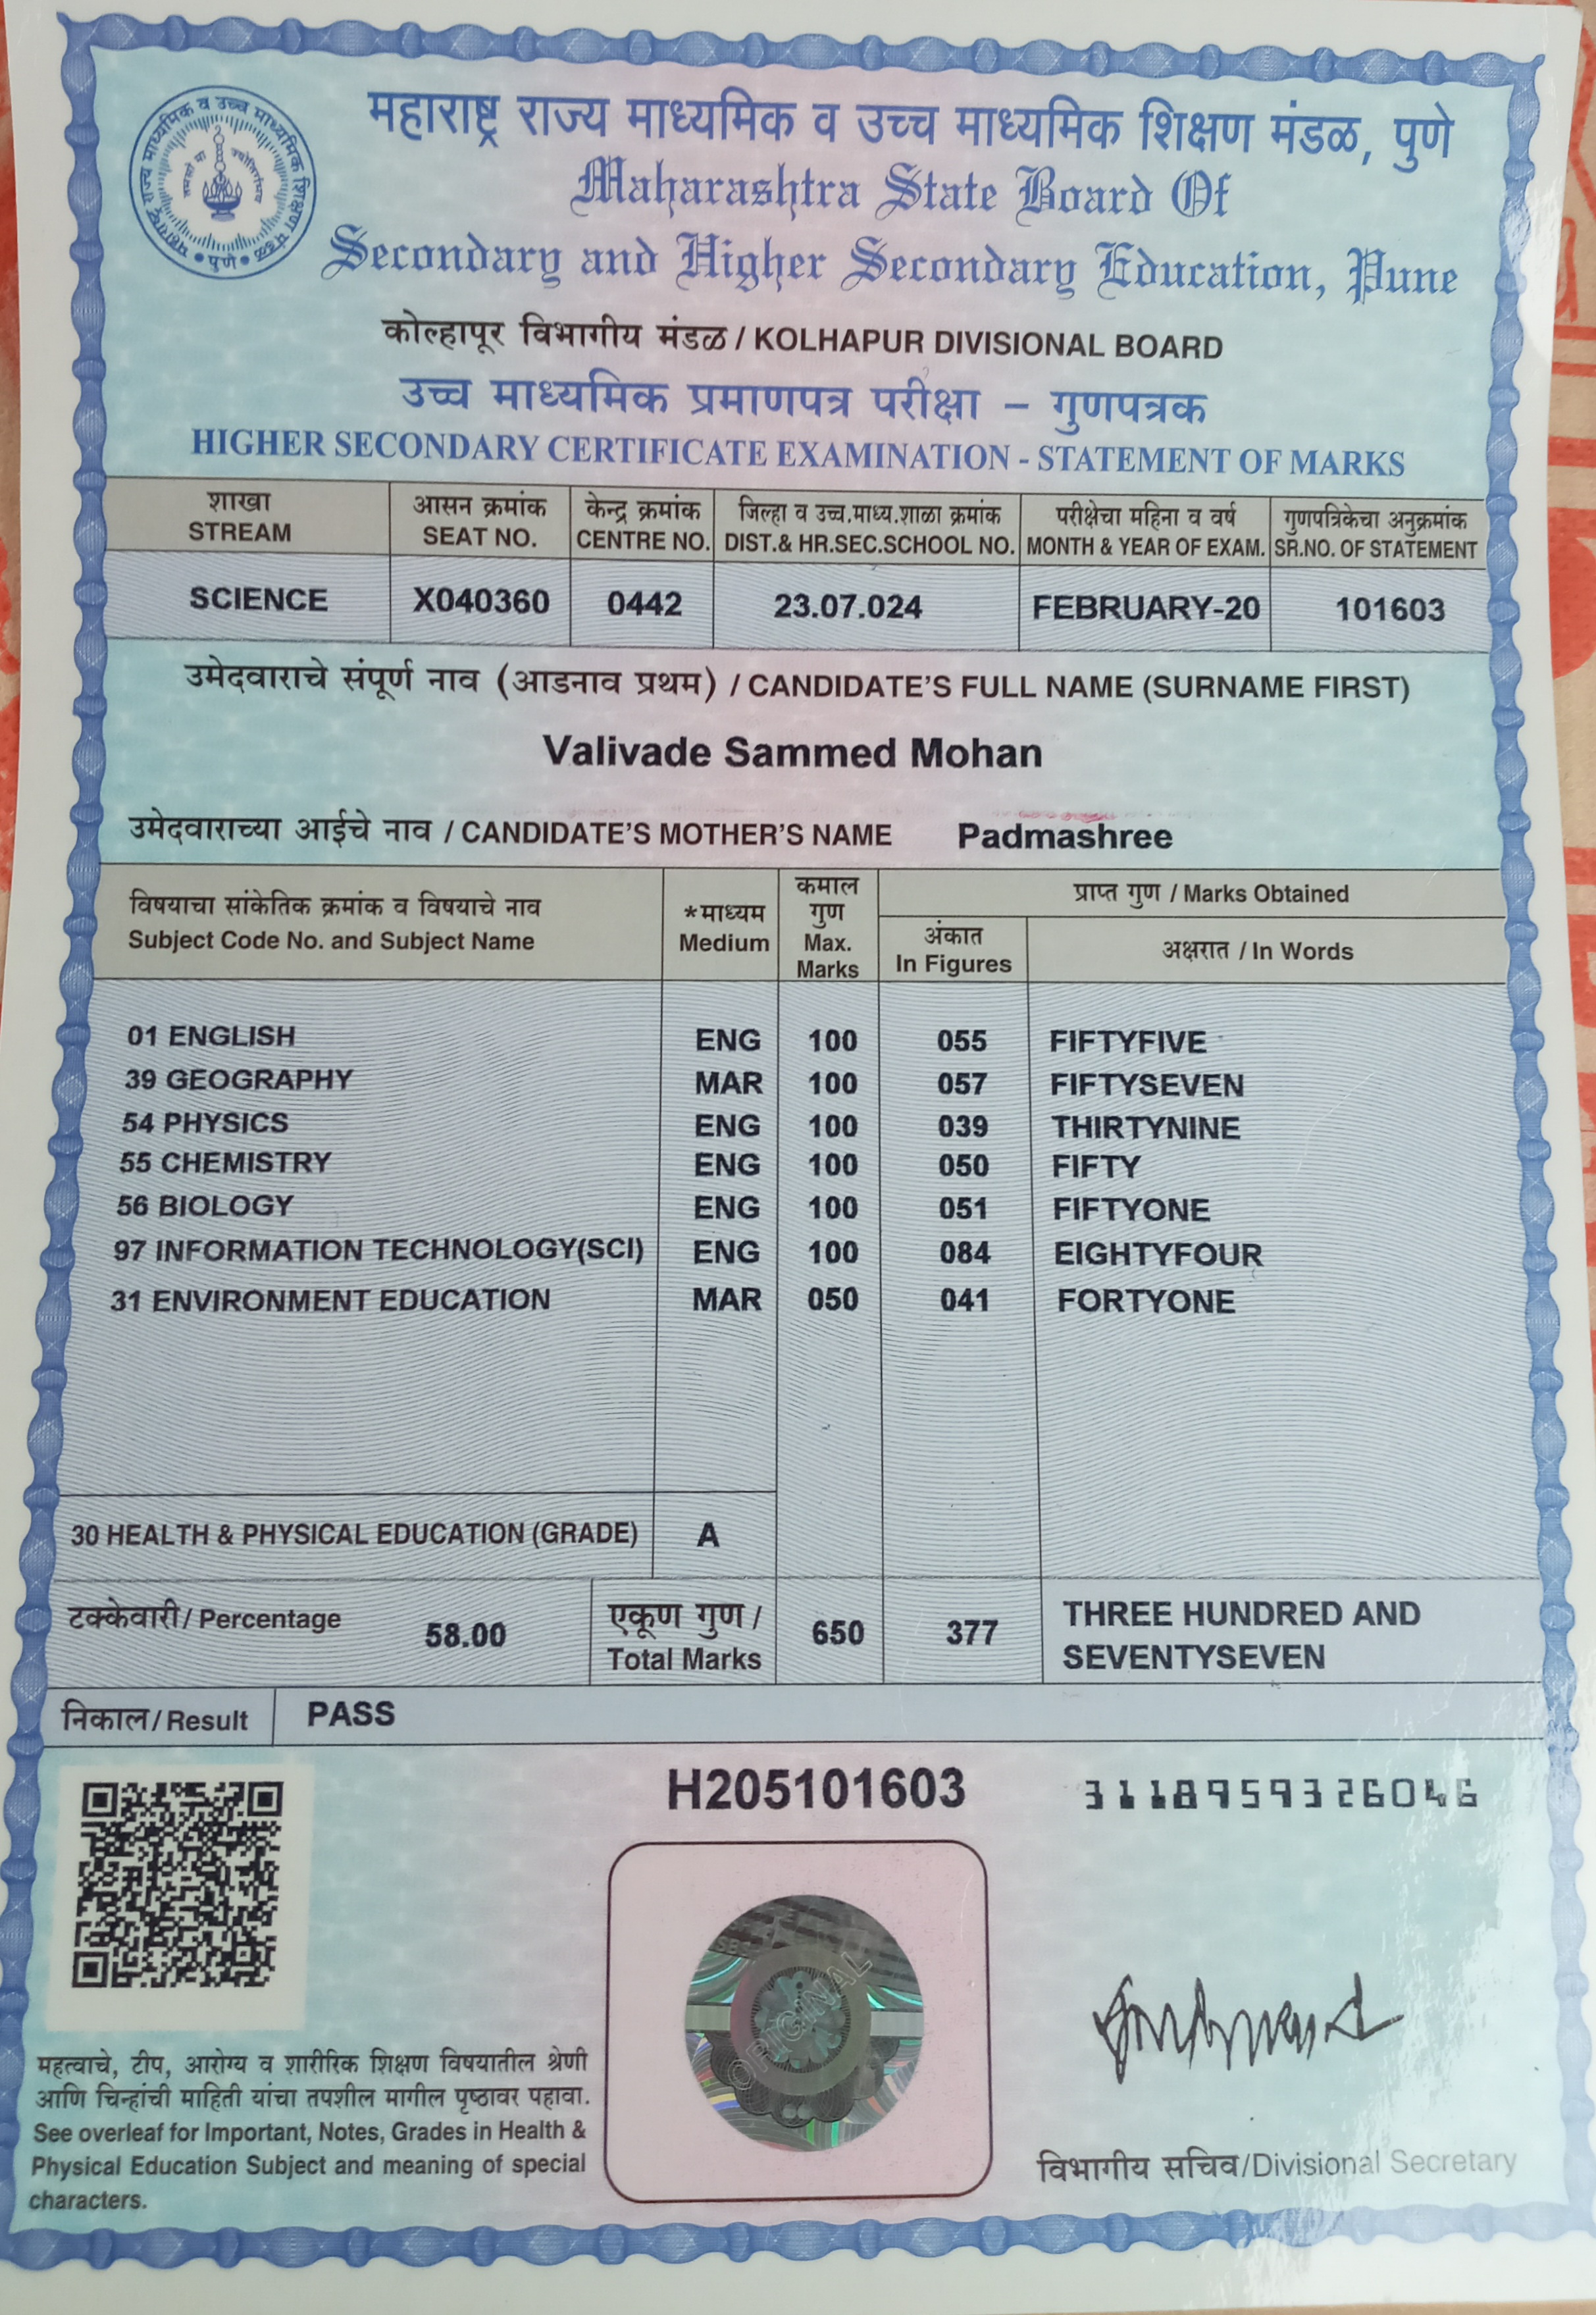 महाराष्ट्र राज्य माध्यमिक व उच्च माध्यमिक शिक्षण मंडळ, पुणे
Maharashtra State Board Of
Secondary and Higher Secondary Education, Pune
महाराष्ट्र राज्य माध्यमिक व उच्च माध्यमिक शिक्षण मंडळ • पुणे •
कोल्हापूर विभागीय मंडळ / KOLHAPUR DIVISIONAL BOARD
उच्च माध्यमिक प्रमाणपत्र परीक्षा – गुणपत्रक
HIGHER SECONDARY CERTIFICATE EXAMINATION - STATEMENT OF MARKS
शाखा आसन क्रमांक केन्द्र क्रमांक जिल्हा व उच्च.माध्य.शाळा क्रमांक परीक्षेचा महिना व वर्ष गुणपत्रिकेचा अनुक्रमांक
STREAM SEAT NO. CENTRE NO. DIST.& HR.SEC.SCHOOL NO. MONTH & YEAR OF EXAM. SR.NO. OF STATEMENT
SCIENCE X040360 0442 23.07.024 FEBRUARY-20 101603
उमेदवाराचे संपूर्ण नाव (आडनाव प्रथम) / CANDIDATE'S FULL NAME (SURNAME FIRST)
Valivade Sammed Mohan
उमेदवाराच्या आईचे नाव / CANDIDATE'S MOTHER'S NAME Padmashree
विषयाचा सांकेतिक क्रमांक व विषयाचे नाव
Subject Code No. and Subject Name
*माध्यम
Medium
कमाल
गुण
Max.
Marks
प्राप्त गुण / Marks Obtained
अंकात
In Figures
अक्षरात / In Words
01 ENGLISH ENG 100 055 FIFTYFIVE
39 GEOGRAPHY MAR 100 057 FIFTYSEVEN
54 PHYSICS ENG 100 039 THIRTYNINE
55 CHEMISTRY ENG 100 050 FIFTY
56 BIOLOGY ENG 100 051 FIFTYONE
97 INFORMATION TECHNOLOGY(SCI) ENG 100 084 EIGHTYFOUR
31 ENVIRONMENT EDUCATION MAR 050 041 FORTYONE
30 HEALTH & PHYSICAL EDUCATION (GRADE) A
टक्केवारी/ Percentage 58.00
एकूण गुण /
Total Marks
650 377
THREE HUNDRED AND
SEVENTYSEVEN
निकाल/ Result PASS
H205101603
3118959326046
ORIGINAL
महत्वाचे, टीप, आरोग्य व शारीरिक शिक्षण विषयातील श्रेणी
आणि चिन्हांची माहिती यांचा तपशील मागील पृष्ठावर पहावा.
See overleaf for Important, Notes, Grades in Health &
Physical Education Subject and meaning of special
characters.
विभागीय सचिव/Divisional Secretary